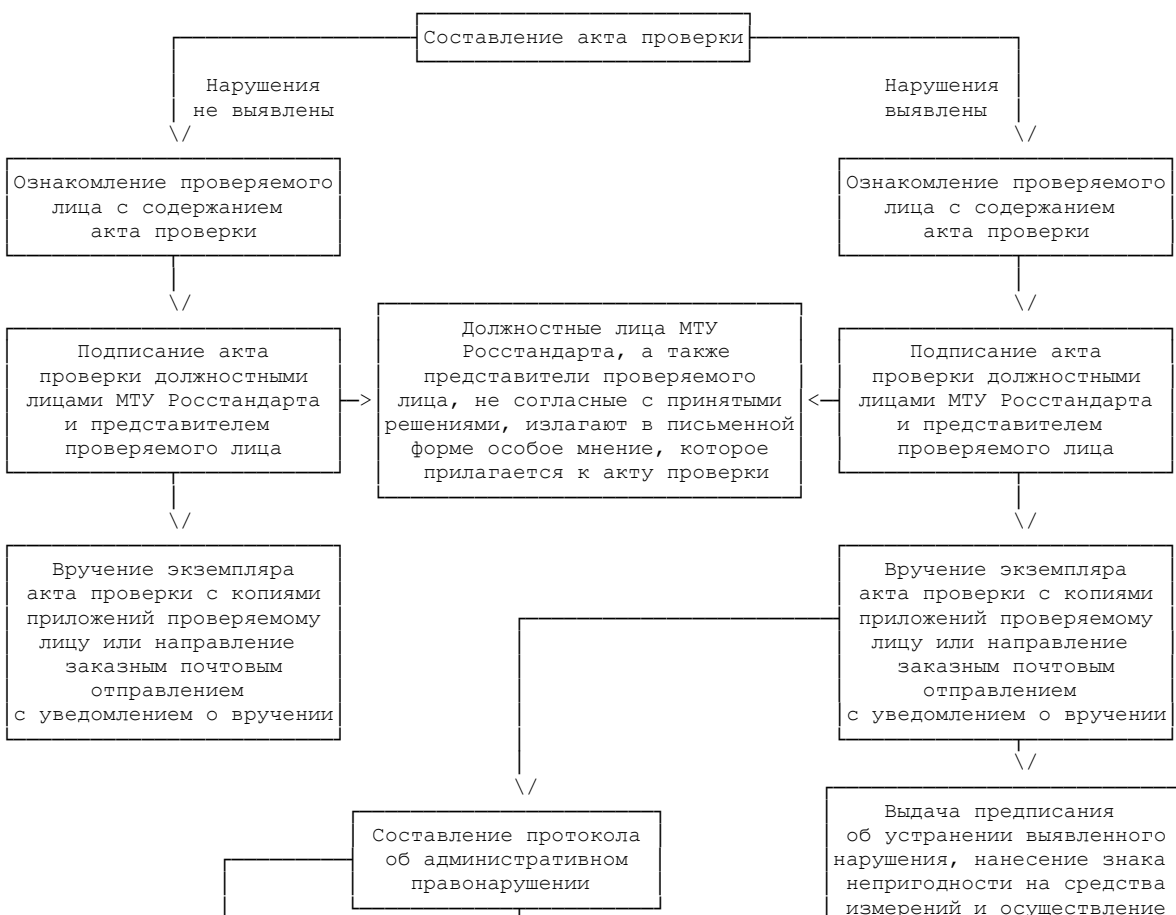 Составление акта проверки
Нарушения
не выявлены
Нарушения
выявлены
Ознакомление проверяемого
лица с содержанием
акта проверки
Ознакомление проверяемого
лица с содержанием
акта проверки
Подписание акта
проверки должностными
лицами МТУ Росстандарта
и представителем
проверяемого лица
Должностные лица МТУ
Росстандарта, а также
представители проверяемого
лица, не согласные с принятыми
решениями, излагают в письменной
форме особое мнение, которое
прилагается к акту проверки
Подписание акта
проверки должностными
лицами МТУ Росстандарта
и представителем
проверяемого лица
Вручение экземпляра
акта проверки с копиями
приложений проверяемому
лицу или направление
заказным почтовым
отправлением
с уведомлением о вручении
Вручение экземпляра
акта проверки с копиями
приложений проверяемому
лицу или направление
заказным почтовым
отправлением
с уведомлением о вручении
Составление протокола
об административном
правонарушении
Выдача предписания
об устранении выявленного
нарушения, нанесение знака
непригодности на средства
измерений и осуществление